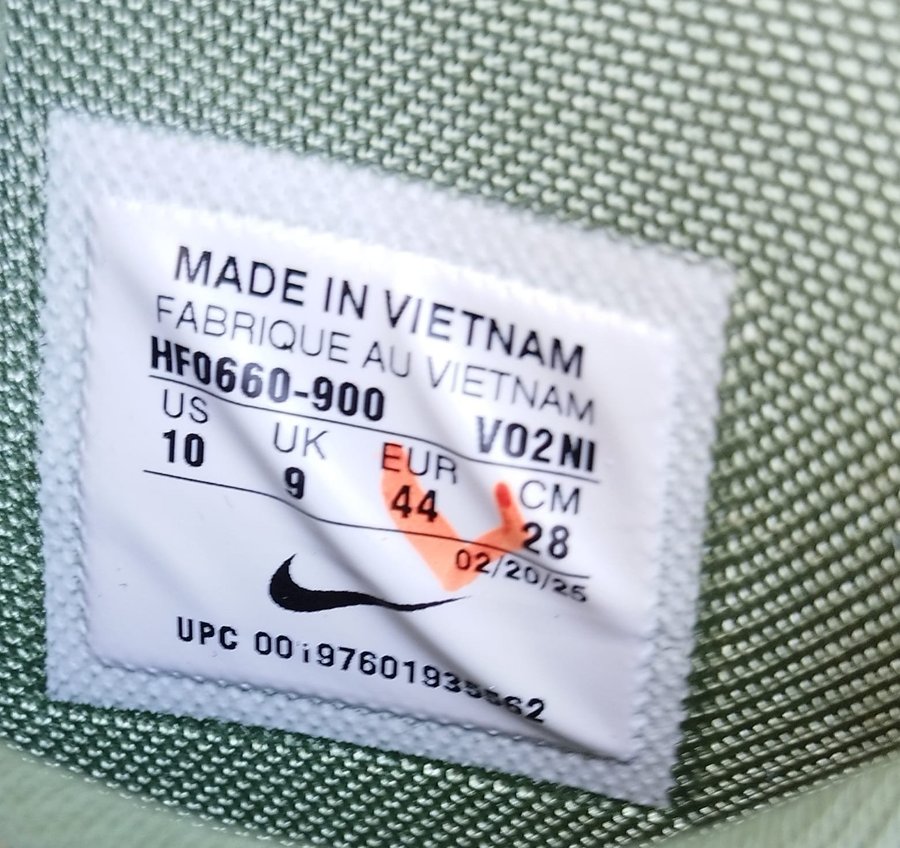 MADE IN VIETNAM
FABRIQUE AU VIETNAM
HF0660-900 V02NI
US UK EUR CM
10 9 44 28
02/20/25
UPC